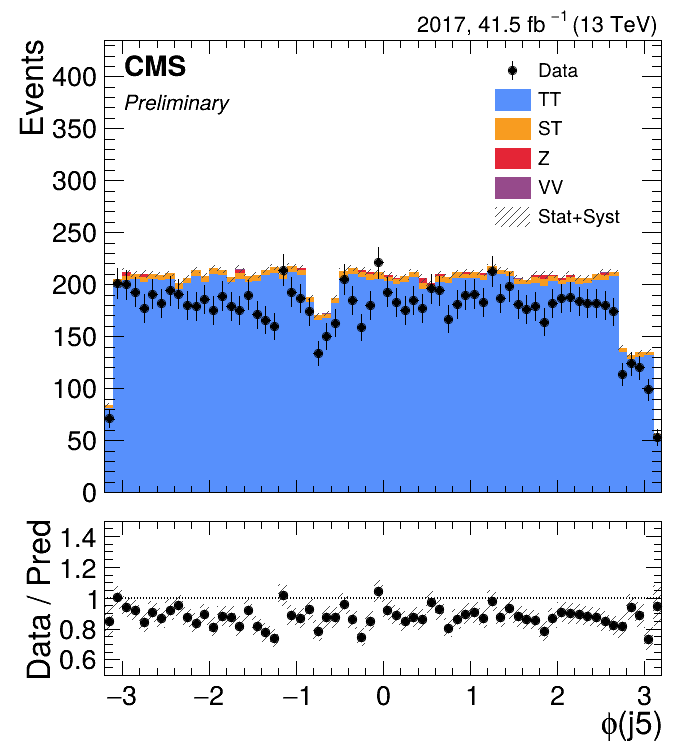 2017, 41.5 fb⁻¹ (13 TeV)
CMS
Preliminary
Data
TT
ST
Z
VV
Stat+Syst
Events
400
350
300
250
200
150
100
50
0
Data / Pred
1.4
1.2
1
0.8
0.6
−3 −2 −1 0 1 2 3
ϕ(j5)